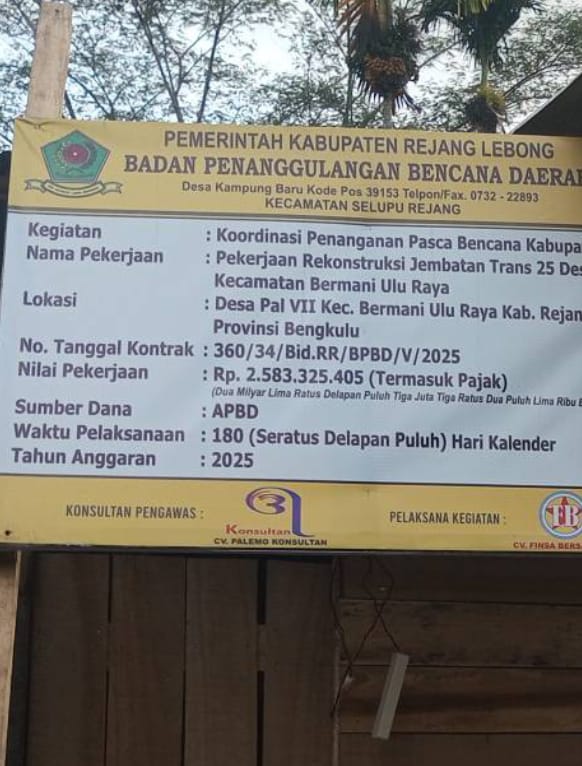 PEMERINTAH KABUPATEN REJANG LEBONG
BADAN PENANGGULANGAN BENCANA DAERA
Desa Kampung Baru Kode Pos 39153 Telpon/Fax. 0732 - 22893
KECAMATAN SELUPU REJANG
Kegiatan : Koordinasi Penanganan Pasca Bencana Kabupa
Nama Pekerjaan : Pekerjaan Rekonstruksi Jembatan Trans 25 Des
Kecamatan Bermani Ulu Raya
Lokasi : Desa Pal VII Kec. Bermani Ulu Raya Kab. Rejan
Provinsi Bengkulu
No. Tanggal Kontrak : 360/34/Bid.RR/BPBD/V/2025
Nilai Pekerjaan : Rp. 2.583.325.405 (Termasuk Pajak)
(Dua Milyar Lima Ratus Delapan Puluh Tiga Juta Tiga Ratus Dua Puluh Lima Ribu
Sumber Dana : APBD
Waktu Pelaksanaan : 180 (Seratus Delapan Puluh) Hari Kalender
Tahun Anggaran : 2025
KONSULTAN PENGAWAS :
Konsultan
CV. PALEMO KONSULTAN
PELAKSANA KEGIATAN :
FB
CV. FINSA BERS